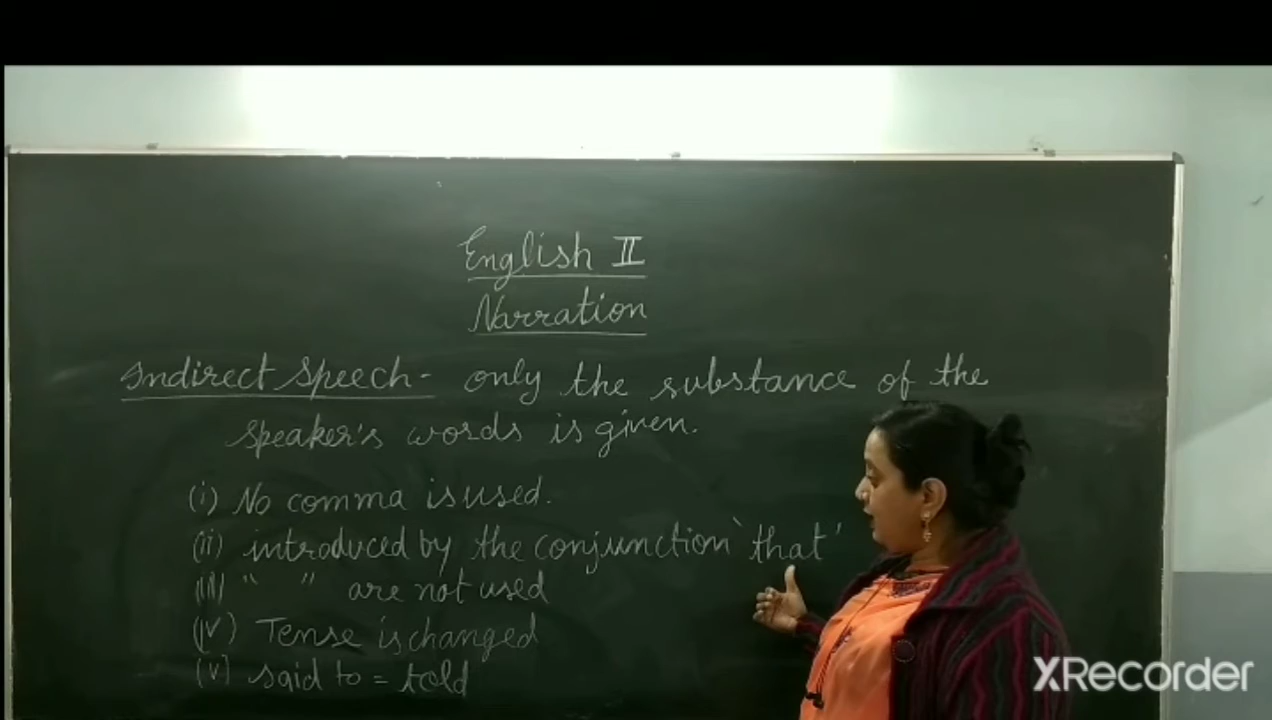 English II
Narration
Indirect Speech - only the substance of the
speaker's words is given.
(i) No comma is used.
(ii) introduced by the conjunction 'that'
(iii) " " are not used
(iv) Tense is changed
(v) said to = told
XRecorder